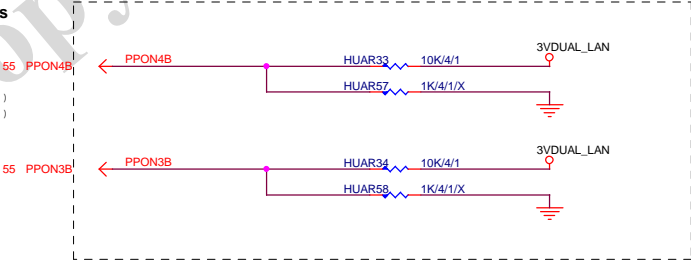 s
3VDUAL_LAN
55 PPON4B PPON4B HUAR33 10K/4/1
HUAR57 1K/4/1/X
)
)
3VDUAL_LAN
55 PPON3B PPON3B HUAR34 10K/4/1
HUAR58 1K/4/1/X